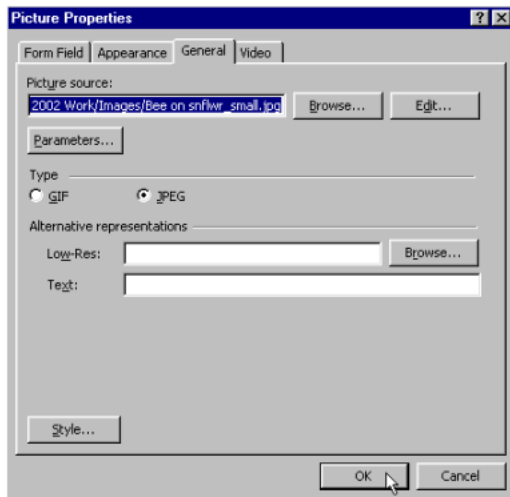 Picture Properties
Form Field Appearance General Video
Picture source:
2002 Work/Images/Bee on snflwr_small.jpg Browse... Edit...
Parameters...
Type
GIF JPEG
Alternative representations
Low-Res: Browse...
Text:
Style...
OK Cancel